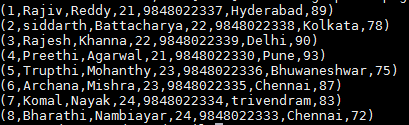 (1,Rajiv,Reddy,21,9848022337,Hyderabad,89)
(2,siddarth,Battacharya,22,9848022338,Kolkata,78)
(3,Rajesh,Khanna,22,9848022339,Delhi,90)
(4,Preethi,Agarwal,21,9848022330,Pune,93)
(5,Trupthi,Mohanthy,23,9848022336,Bhuwaneshwar,75)
(6,Archana,Mishra,23,9848022335,Chennai,87)
(7,Komal,Nayak,24,9848022334,trivendram,83)
(8,Bharathi,Nambiayar,24,9848022333,Chennai,72)